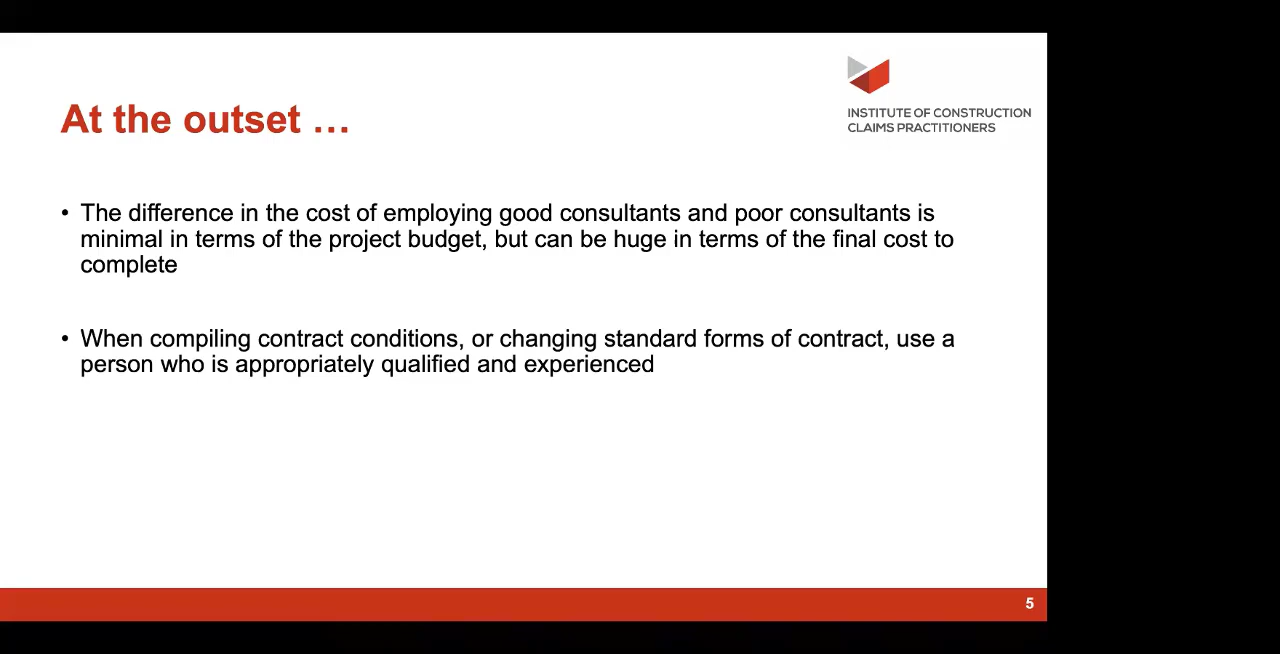 INSTITUTE OF CONSTRUCTION
CLAIMS PRACTITIONERS
At the outset …
• The difference in the cost of employing good consultants and poor consultants is
minimal in terms of the project budget, but can be huge in terms of the final cost to
complete
• When compiling contract conditions, or changing standard forms of contract, use a
person who is appropriately qualified and experienced
5